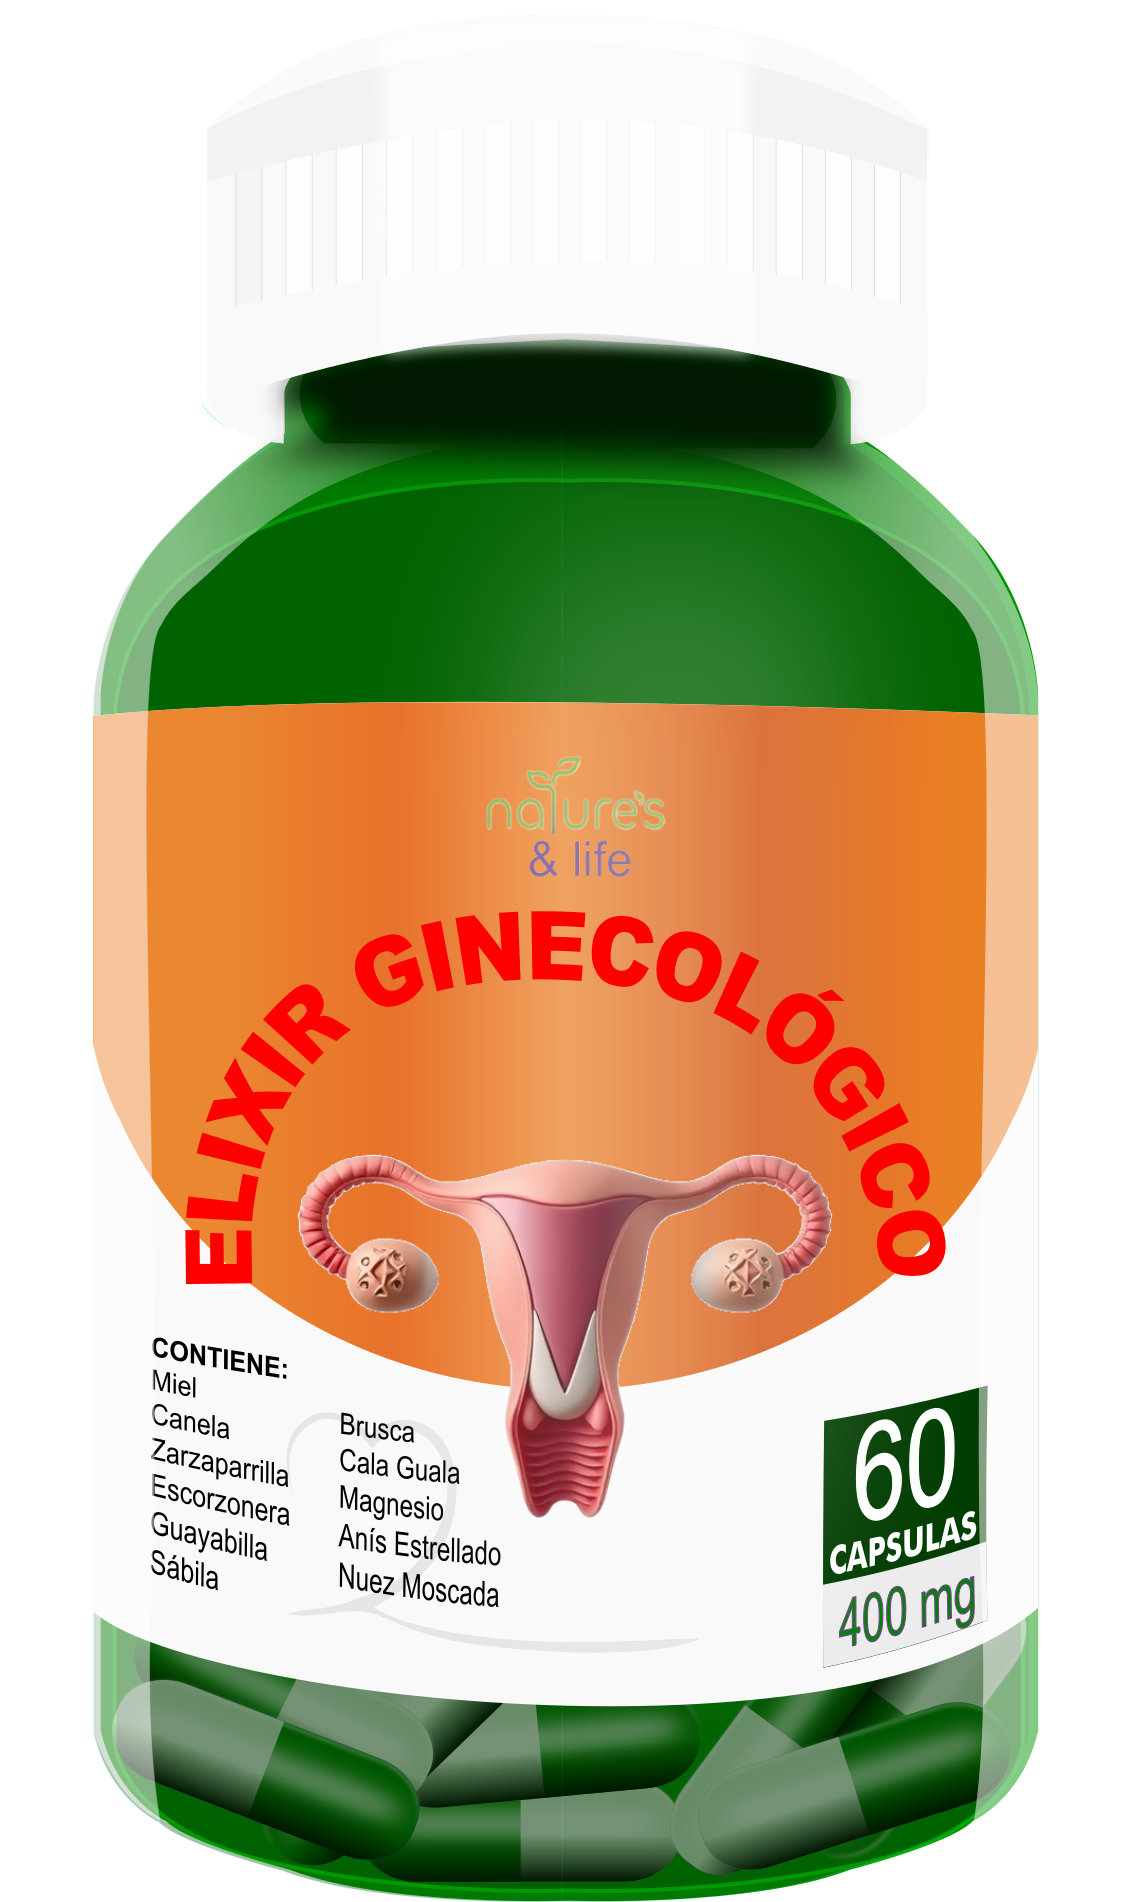 nature's
& life
ELIXIR GINECOLÓGICO
CONTIENE:
Miel
Canela
Zarzaparrilla
Escorzonera
Guayabilla
Sábila
Brusca
Cala Guala
Magnesio
Anís Estrellado
Nuez Moscada
60
CAPSULAS
400 mg